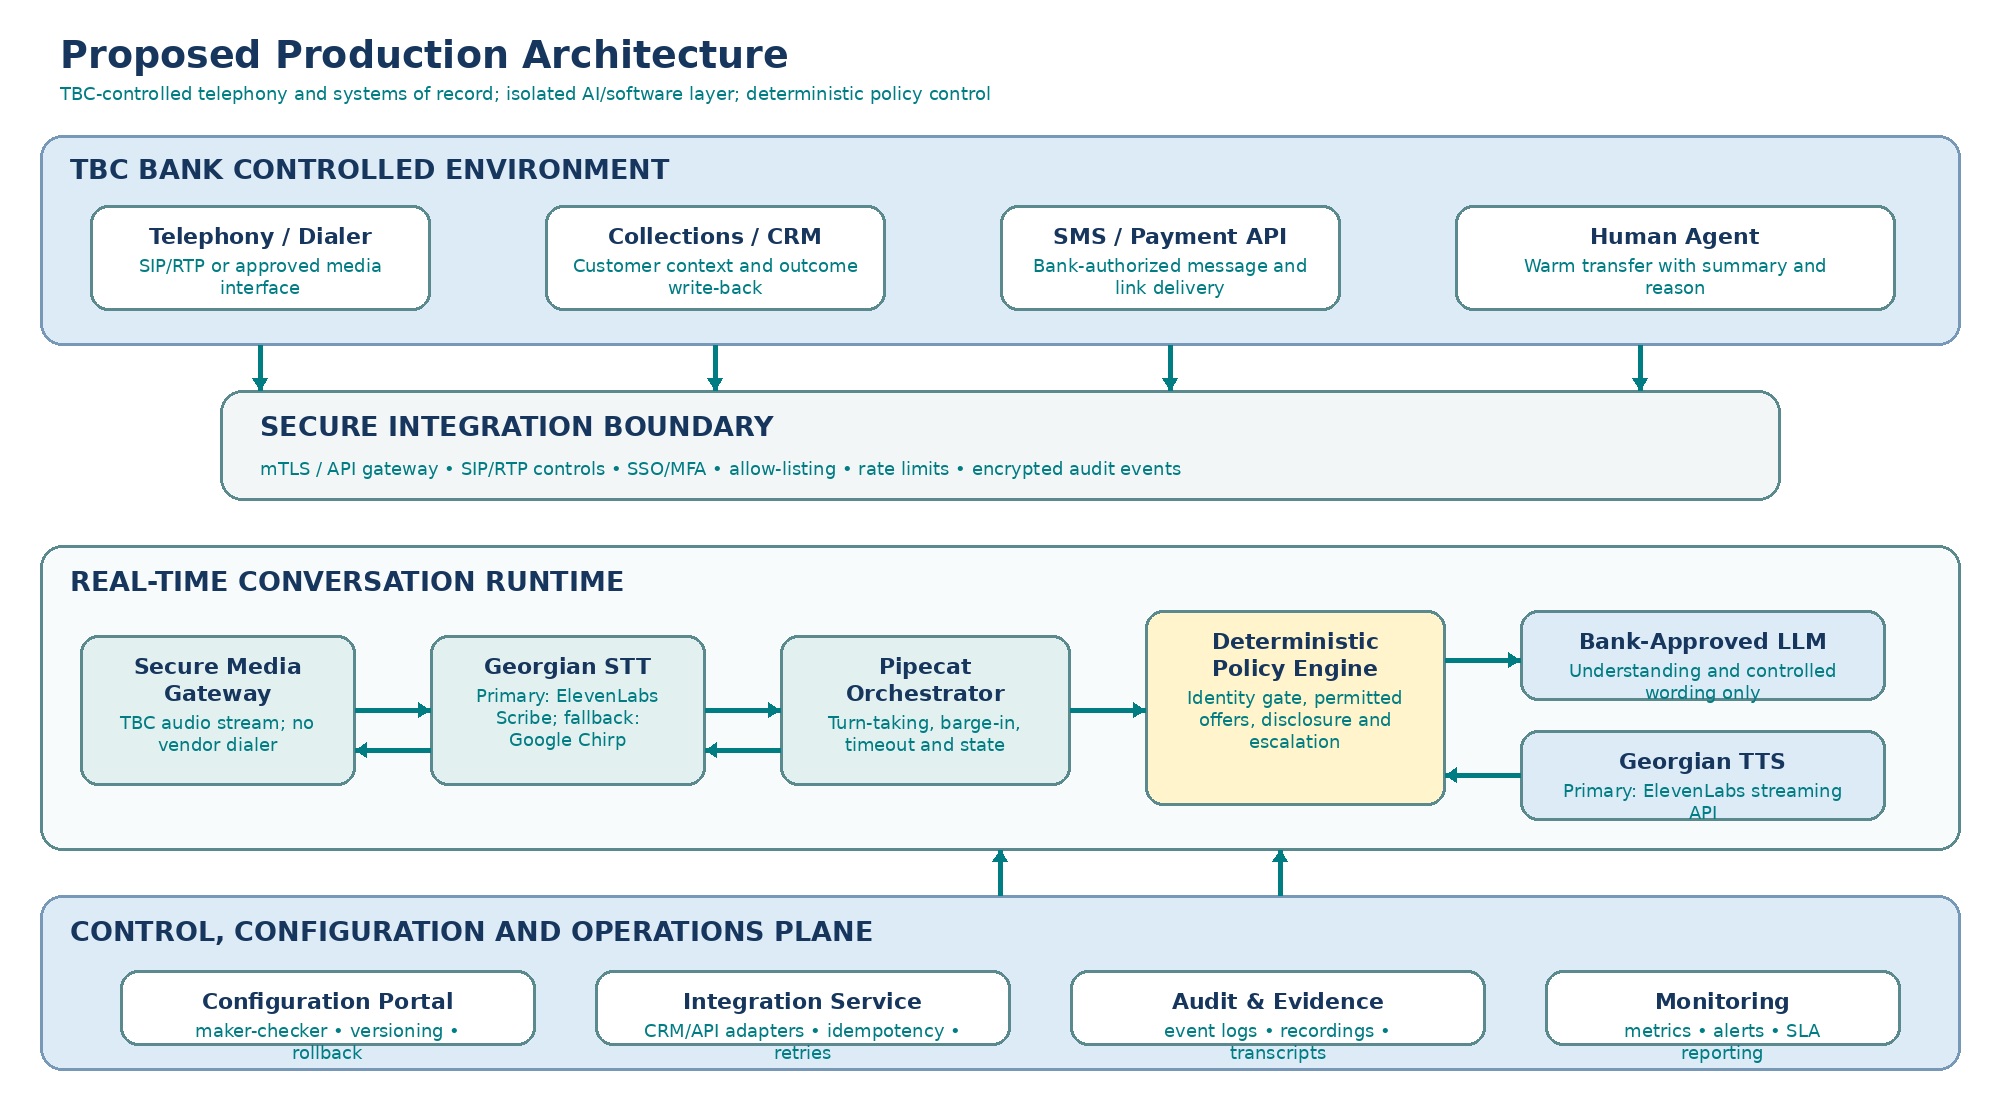 Proposed Production Architecture
TBC-controlled telephony and systems of record; isolated AI/software layer; deterministic policy control
TBC BANK CONTROLLED ENVIRONMENT
Telephony / Dialer
SIP/RTP or approved media
interface
Collections / CRM
Customer context and outcome
write-back
SMS / Payment API
Bank-authorized message and
link delivery
Human Agent
Warm transfer with summary and
reason
SECURE INTEGRATION BOUNDARY
mTLS / API gateway • SIP/RTP controls • SSO/MFA • allow-listing • rate limits • encrypted audit events
REAL-TIME CONVERSATION RUNTIME
Secure Media
Gateway
TBC audio stream; no
vendor dialer
Georgian STT
Primary: ElevenLabs
Scribe; fallback:
Google Chirp
Pipecat
Orchestrator
Turn-taking, barge-in,
timeout and state
Deterministic
Policy Engine
Identity gate, permitted
offers, disclosure and
escalation
Bank-Approved LLM
Understanding and controlled
wording only
Georgian TTS
Primary: ElevenLabs streaming
API
CONTROL, CONFIGURATION AND OPERATIONS PLANE
Configuration Portal
maker-checker • versioning •
rollback
Integration Service
CRM/API adapters • idempotency •
retries
Audit & Evidence
event logs • recordings •
transcripts
Monitoring
metrics • alerts • SLA
reporting